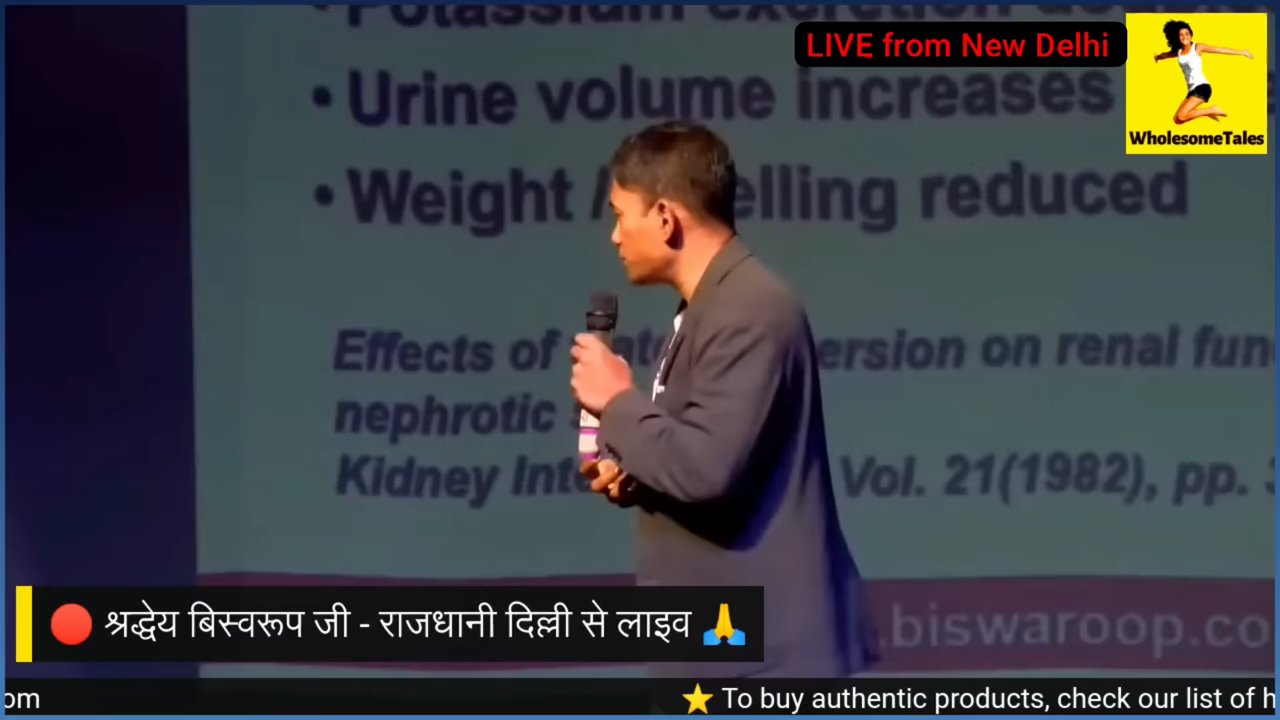 • Potassium excretion
LIVE from New Delhi
• Urine volume increases
WholesomeTales
• Weight / elling reduced
Effects of ersion on renal fun
nephrotic
Kidney Int Vol. 21(1982), pp.
🔴 श्रद्धेय बिस्वरूप जी - राजधानी दिल्ली से लाइव 🙏
.biswaroop.co
om
⭐ To buy authentic products, check our list of h